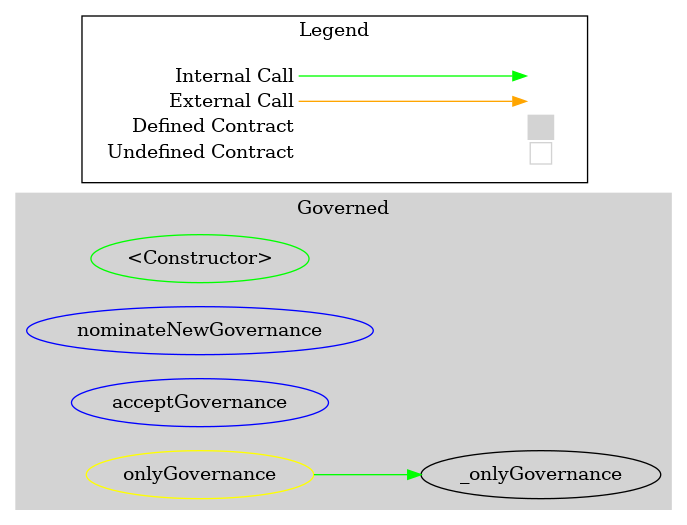 Legend
Internal Call
External Call
Defined Contract
Undefined Contract
Governed
<Constructor>
nominateNewGovernance
acceptGovernance
onlyGovernance
_onlyGovernance